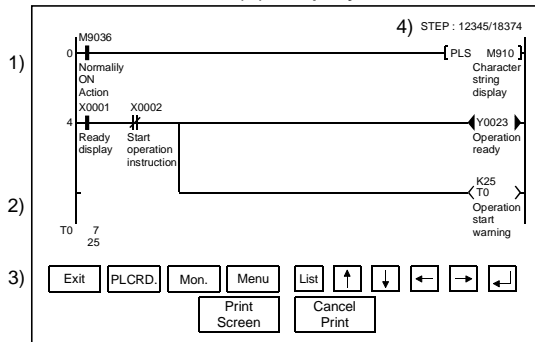 4) STEP : 12345/18374
1)
M9036
0
PLS M910
Normalily
ON
Action
Character
string
display
X0001 X0002
4
Y0023
Ready
display
Start
operation
instruction
Operation
ready
2)
K25
T0
Operation
start
warning
T0 7
25
3)
Exit PLCRD. Mon. Menu List
Print
Screen
Cancel
Print